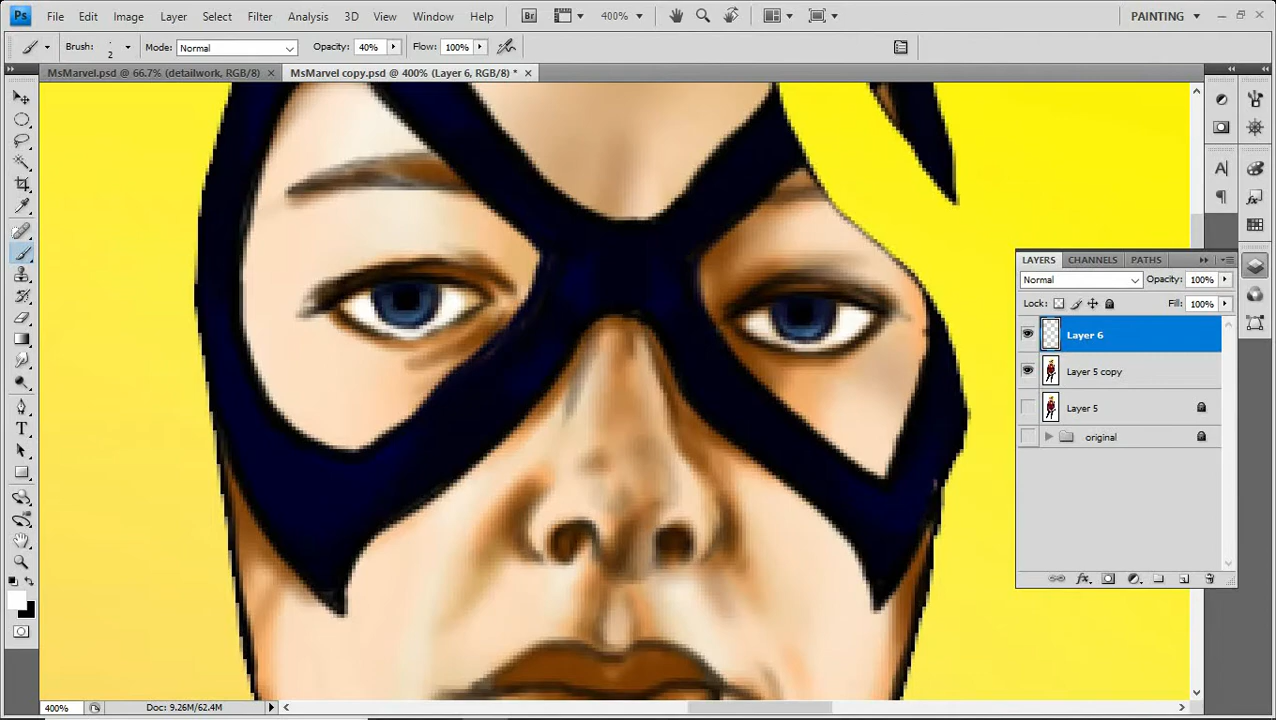 Ps File Edit Image Layer Select Filter Analysis 3D View Window Help Br 400% PAINTING
Brush: 2 Mode: Normal Opacity: 40% Flow: 100%
MsMarvel.psd @ 66.7% (detailwork, RGB/8) MsMarvel copy.psd @ 400% (Layer 6, RGB/8) *
LAYERS CHANNELS PATHS
Normal Opacity: 100%
Lock: Fill: 100%
Layer 6
Layer 5 copy
Layer 5
original
fx
400% Doc: 9.26M/62.4M